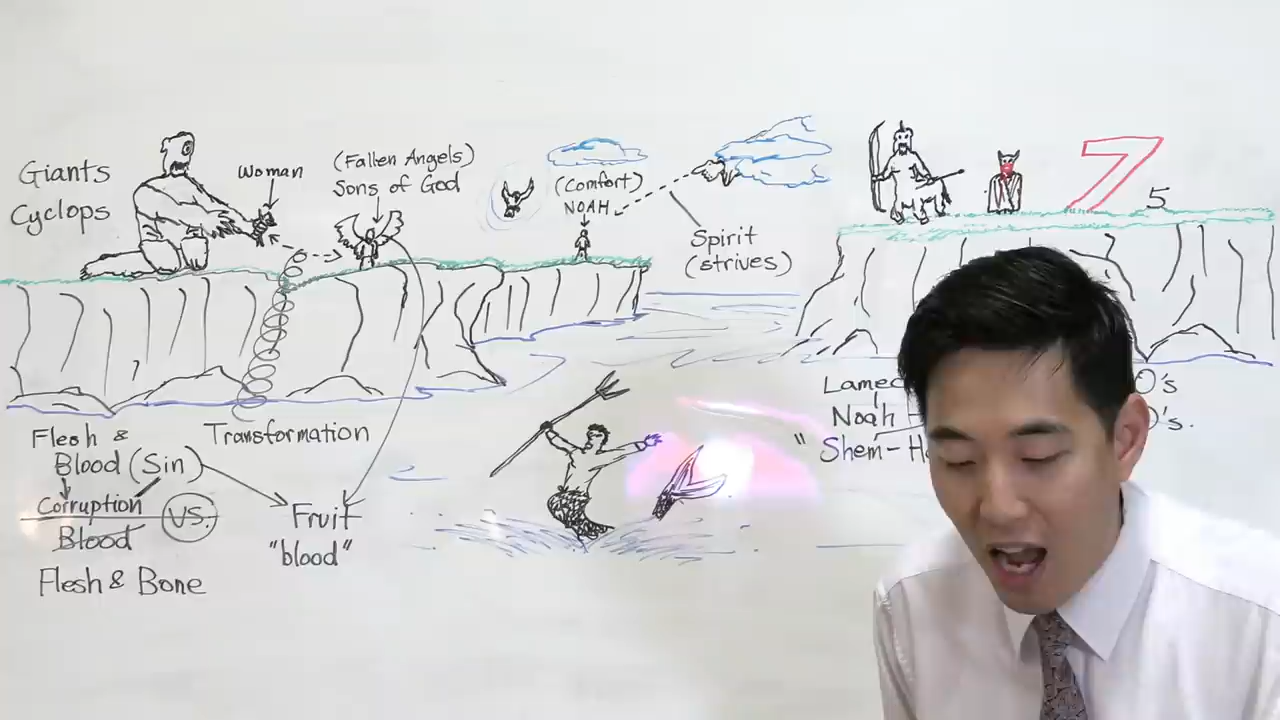 Giants
Cyclops
Woman
(Fallen Angels)
Sons of God
(Comfort)
NOAH
Spirit
(strives)
7
5
Flesh &
Blood (Sin)
Corruption
Blood
VS.
Flesh & Bone
Transformation
Fruit
"blood"
Noah
"Shem-